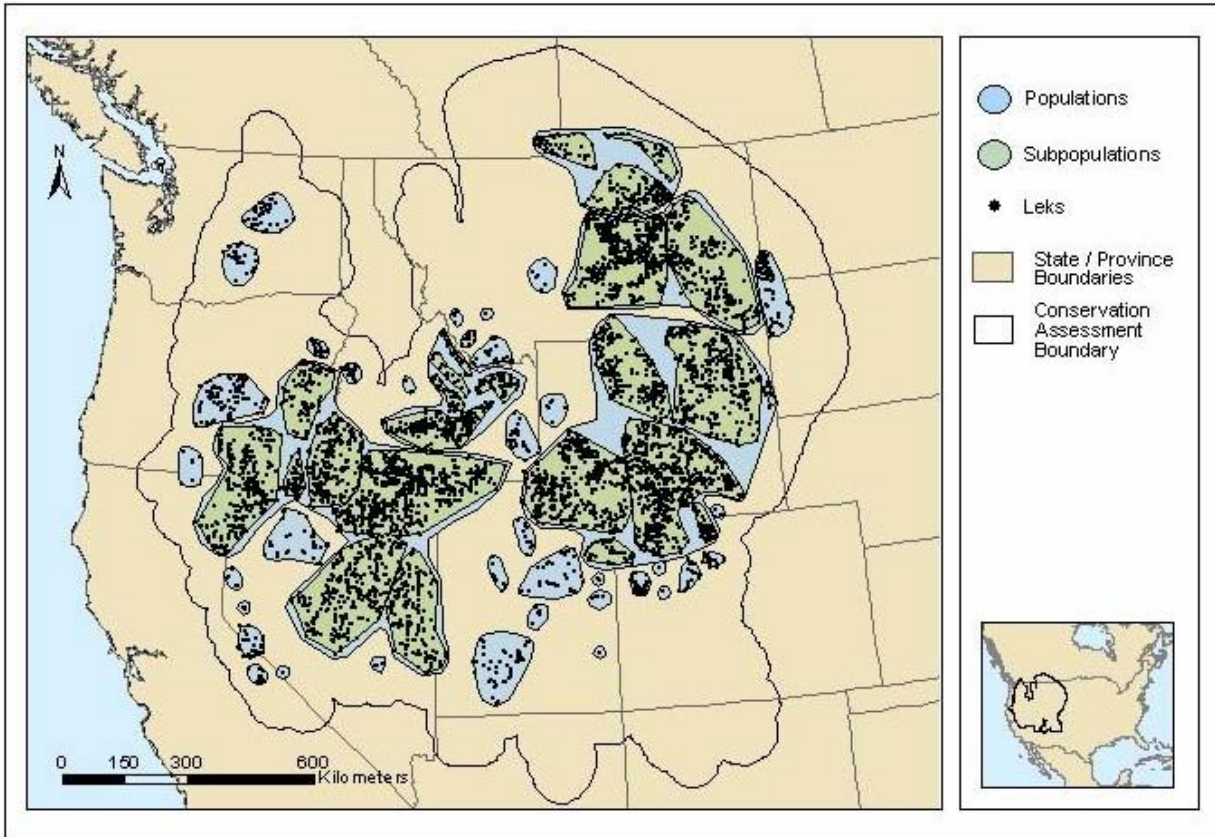 N
0 150 300 600
Kilometers
Populations
Subpopulations
Leks
State / Province
Boundaries
Conservation
Assessment
Boundary